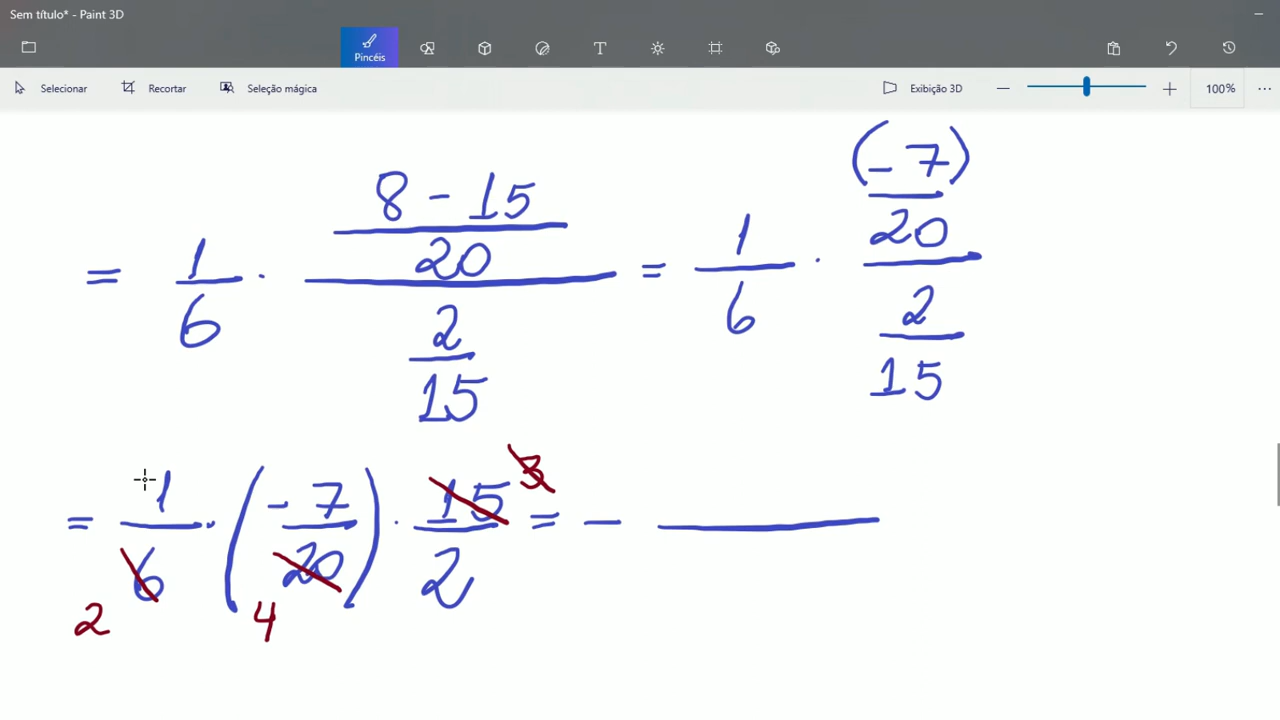 Sem título* - Paint 3D
Pincéis
Selecionar Recortar Seleção mágica Exibição 3D 100%
= 1/6 · ((8 - 15)/20)/(2/15) = 1/6 · ((- 7)/20)/(2/15)
= 1/6 · (- 7/20) · 15/2 = -
3
2 4